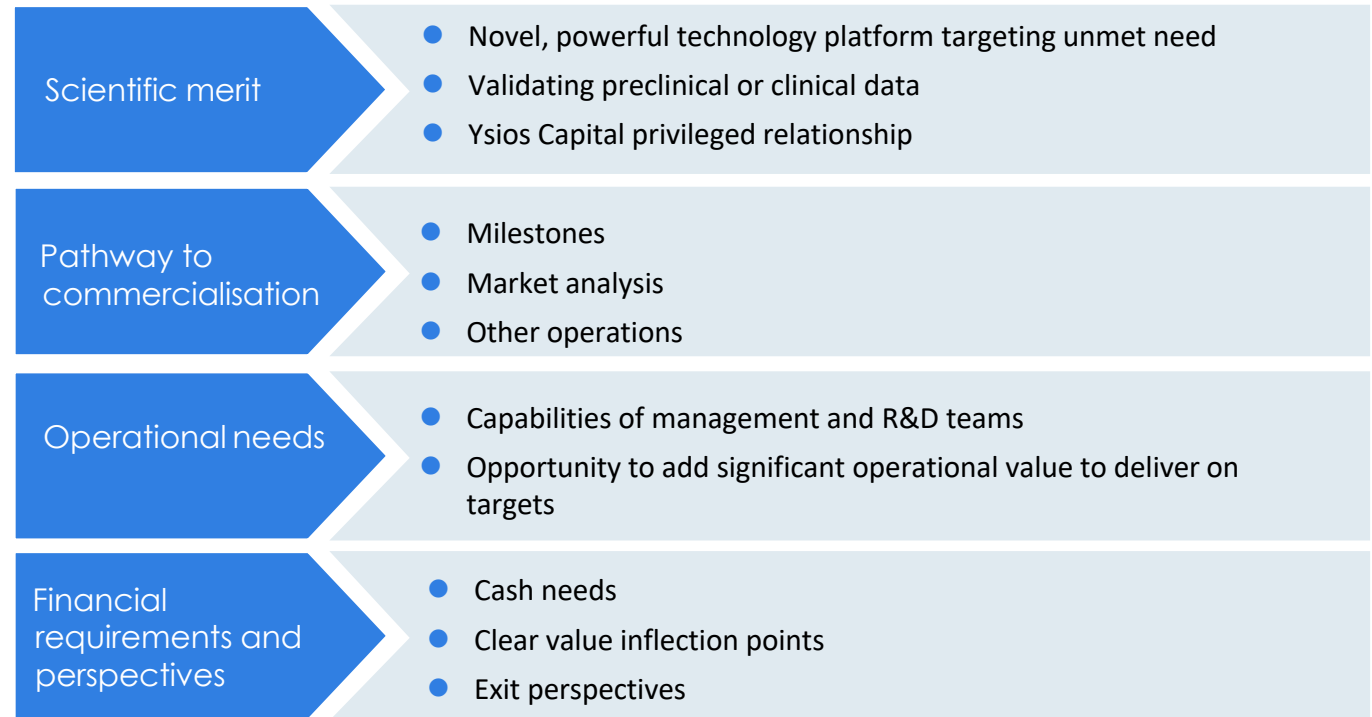 Scientific merit
Novel, powerful technology platform targeting unmet need
Validating preclinical or clinical data
Ysios Capital privileged relationship
Pathway to
commercialisation
Milestones
Market analysis
Other operations
Operational needs
Capabilities of management and R&D teams
Opportunity to add significant operational value to deliver on
targets
Financial
requirements and
perspectives
Cash needs
Clear value inflection points
Exit perspectives